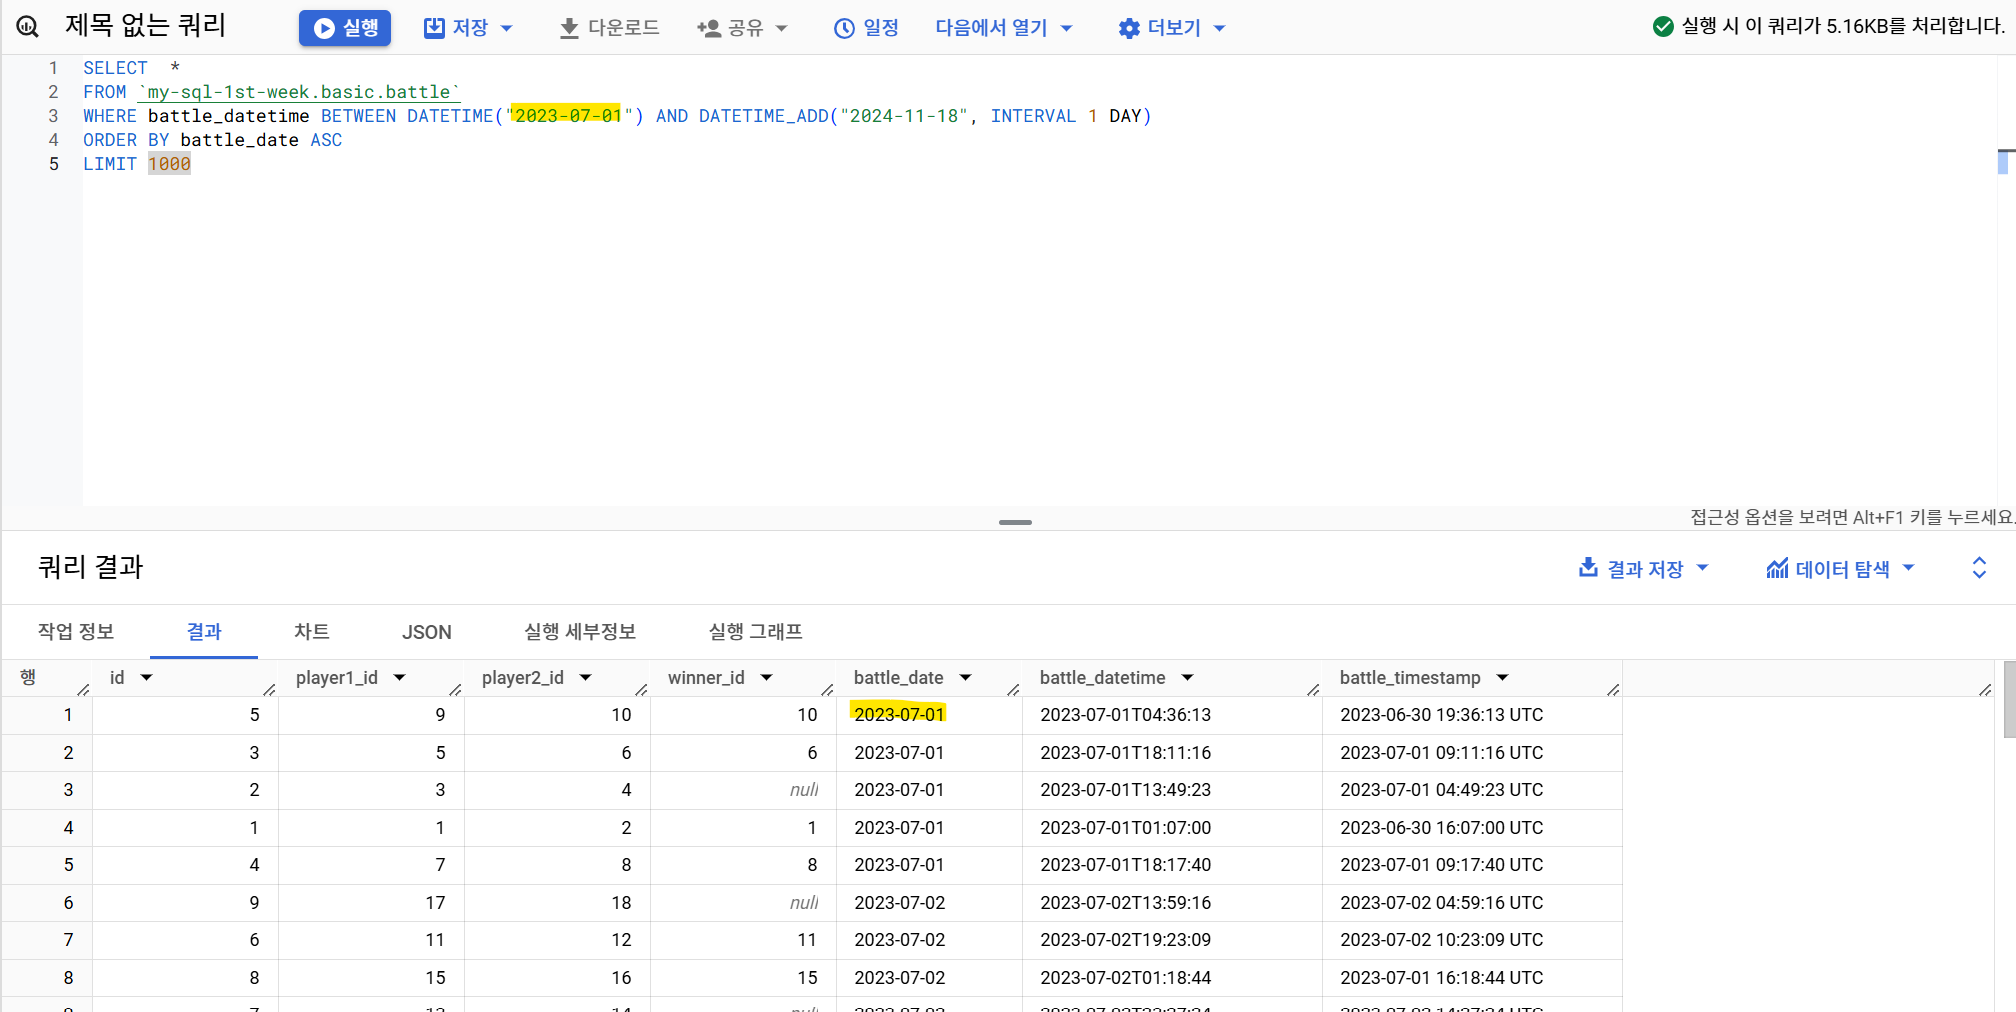 제목 없는 쿼리 실행 저장 다운로드 공유 일정 다음에서 열기 더보기 실행 시 이 쿼리가 5.16KB를 처리합니다.
1 SELECT *
2 FROM `my-sql-1st-week.basic.battle`
3 WHERE battle_datetime BETWEEN DATETIME("2023-07-01") AND DATETIME_ADD("2024-11-18", INTERVAL 1 DAY)
4 ORDER BY battle_date ASC
5 LIMIT 1000
접근성 옵션을 보려면 Alt+F1 키를 누르세요.
쿼리 결과 결과 저장 데이터 탐색
작업 정보 결과 차트 JSON 실행 세부정보 실행 그래프
행 id player1_id player2_id winner_id battle_date battle_datetime battle_timestamp
1 5 9 10 10 2023-07-01 2023-07-01T04:36:13 2023-06-30 19:36:13 UTC
2 3 5 6 6 2023-07-01 2023-07-01T18:11:16 2023-07-01 09:11:16 UTC
3 2 3 4 null 2023-07-01 2023-07-01T13:49:23 2023-07-01 04:49:23 UTC
4 1 1 2 1 2023-07-01 2023-07-01T01:07:00 2023-06-30 16:07:00 UTC
5 4 7 8 8 2023-07-01 2023-07-01T18:17:40 2023-07-01 09:17:40 UTC
6 9 17 18 null 2023-07-02 2023-07-02T13:59:16 2023-07-02 04:59:16 UTC
7 6 11 12 11 2023-07-02 2023-07-02T19:23:09 2023-07-02 10:23:09 UTC
8 8 15 16 15 2023-07-02 2023-07-02T01:18:44 2023-07-01 16:18:44 UTC